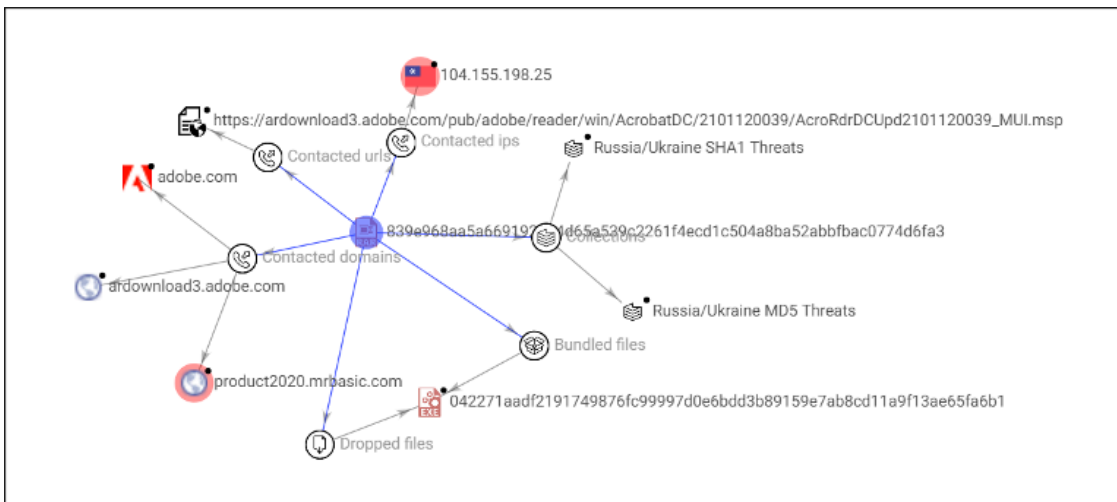 104.155.198.25
https://ardownload3.adobe.com/pub/adobe/reader/win/AcrobatDC/2101120039/AcroRdrDCUpd2101120039_MUI.msp
Contacted urls
Contacted ips
Russia/Ukraine SHA1 Threats
adobe.com
Collections
Contacted domains
ardownload3.adobe.com
Russia/Ukraine MD5 Threats
Bundled files
product2020.mrbasic.com
042271aadf2191749876fc99997d0e6bdd3b89159e7ab8cd11a9f13ae65fa6b1
Dropped files
EXE